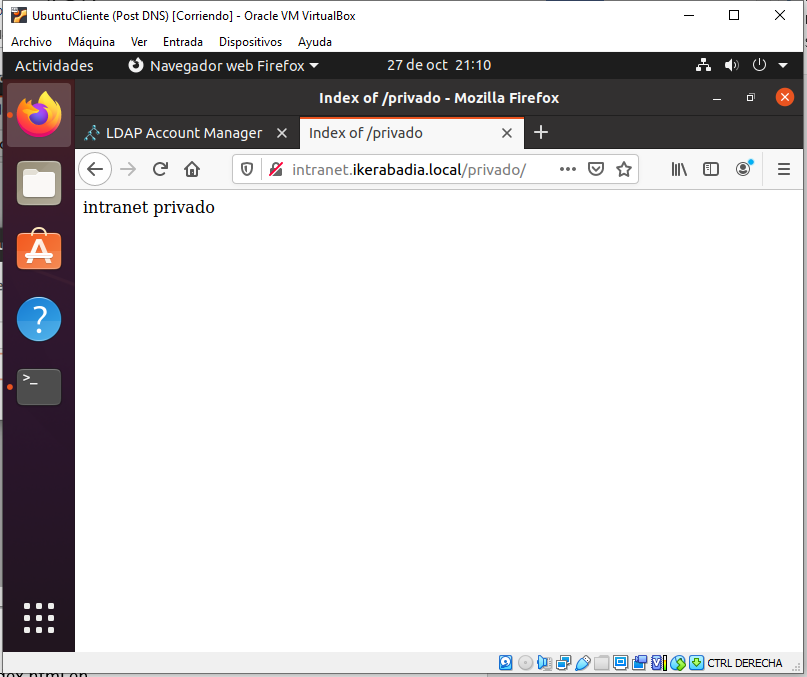 UbuntuCliente (Post DNS) [Corriendo] - Oracle VM VirtualBox
Archivo Máquina Ver Entrada Dispositivos Ayuda
Actividades Navegador web Firefox 27 de oct 21:10
Index of /privado - Mozilla Firefox
LDAP Account Manager Index of /privado
intranet.ikerabadia.local/privado/
intranet privado
CTRL DERECHA